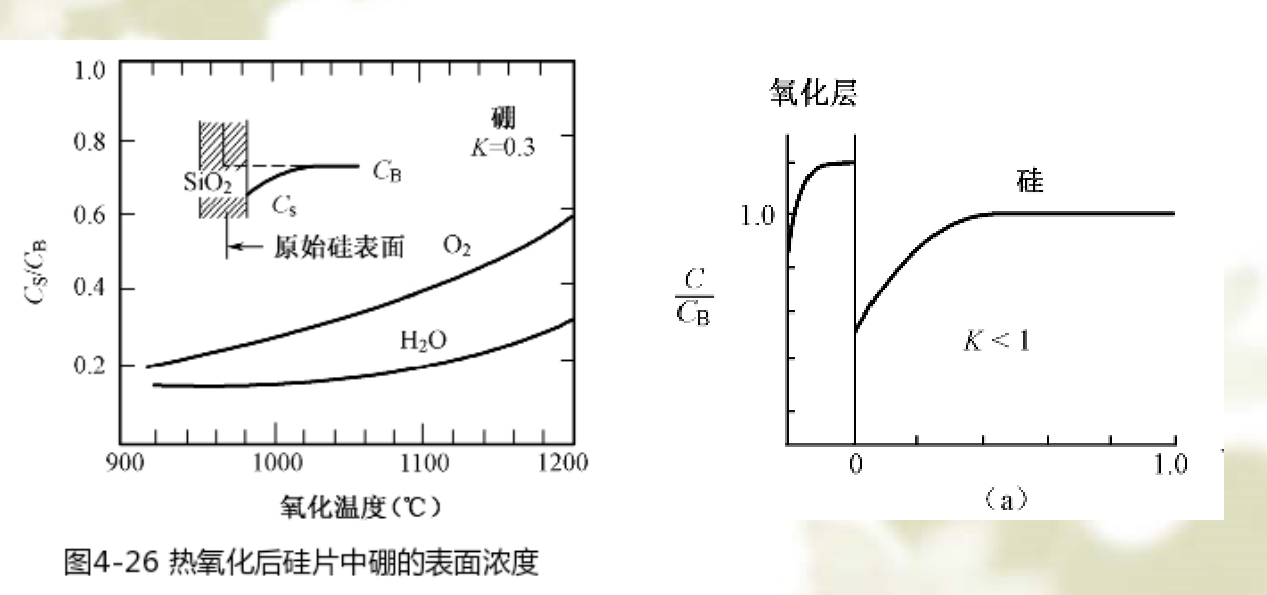 1.0
0.8
0.6
0.4
0.2
C_S/C_B
硼
K=0.3
SiO₂
C_B
C_s
原始硅表面
O₂
H₂O
900
1000
1100
1200
氧化温度(℃)
图4-26 热氧化后硅片中硼的表面浓度
氧化层
硅
1.0
C
C_B
K < 1
0
1.0
（a）